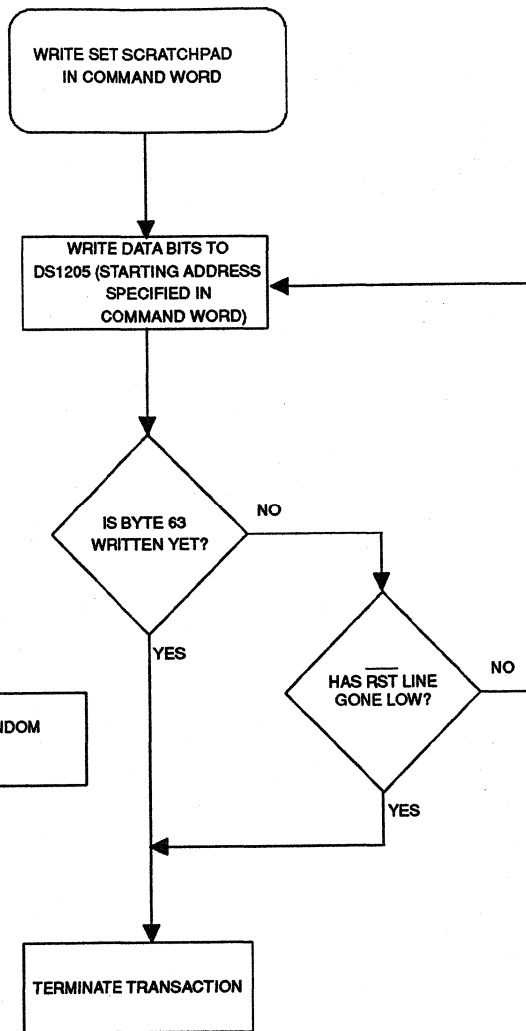 WRITE SET SCRATCHPAD
IN COMMAND WORD
WRITE DATA BITS TO
DS1205 (STARTING ADDRESS
SPECIFIED IN
COMMAND WORD)
IS BYTE 63
WRITTEN YET?
NO
YES
HAS R̅S̅T̅ LINE
GONE LOW?
NO
YES
NDOM
TERMINATE TRANSACTION